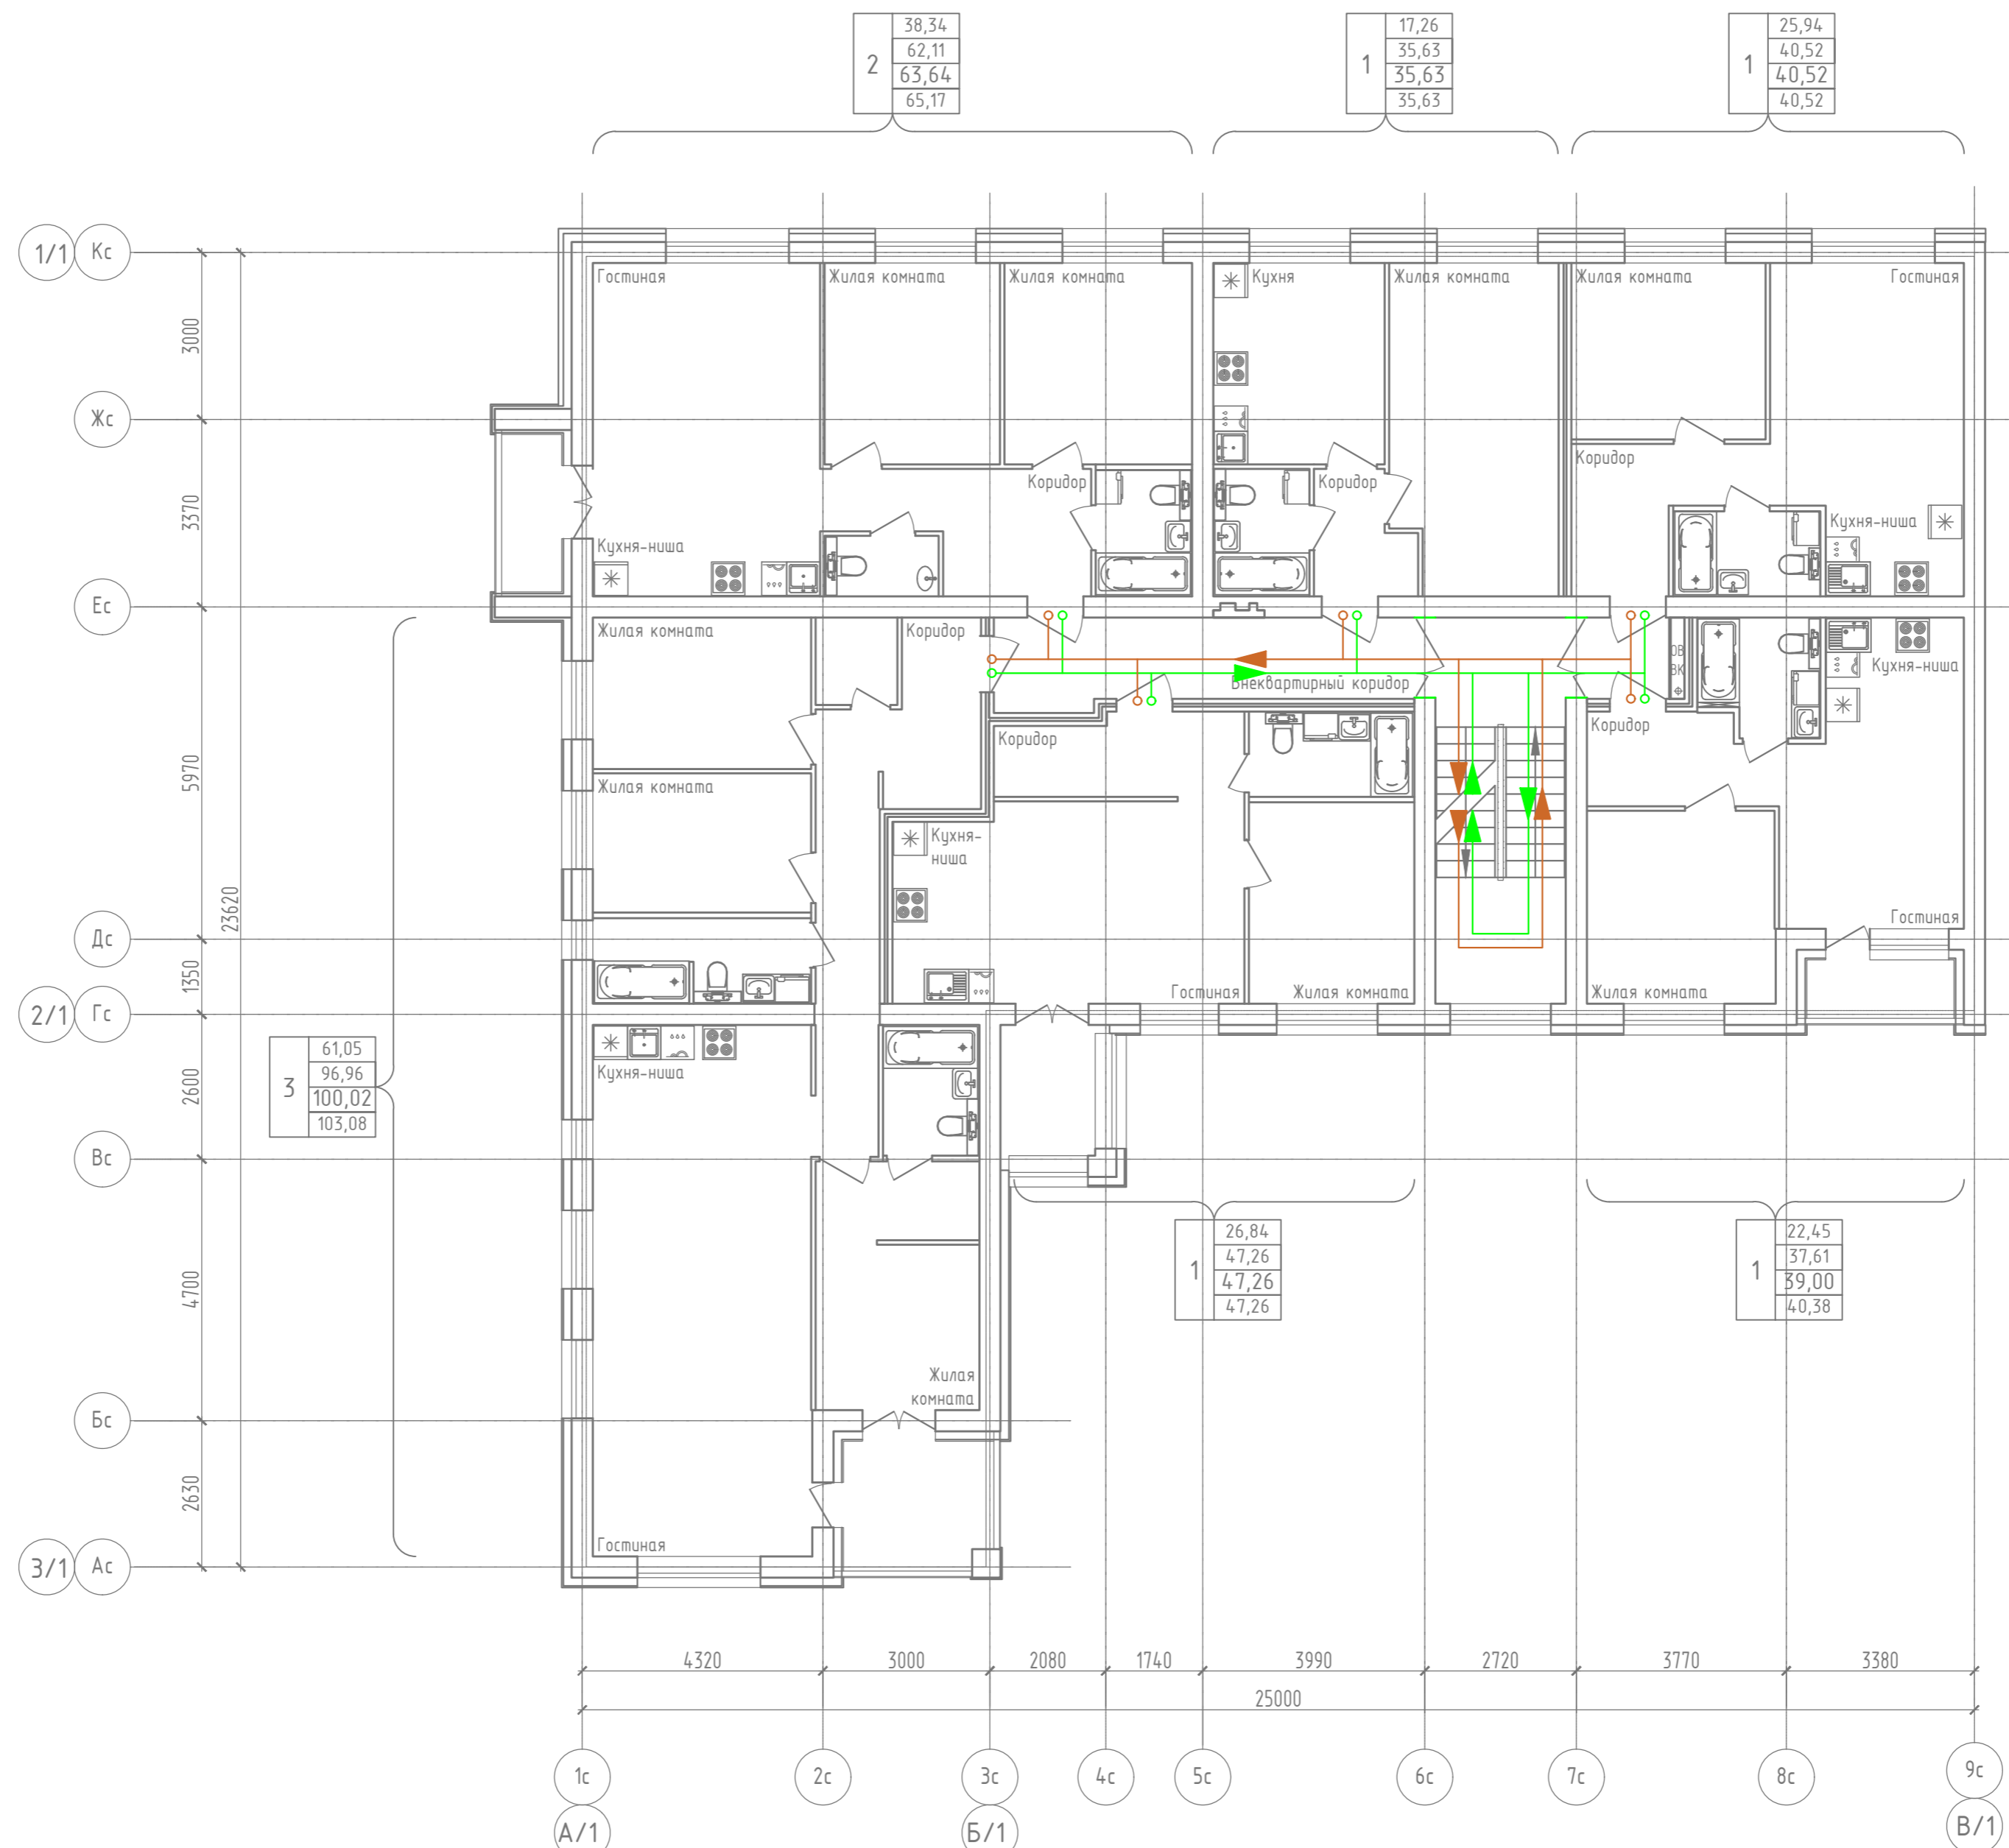 38,34
62,11
2
63,64
65,17
17,26
35,63
1
35,63
35,63
25,94
40,52
1
40,52
40,52
1/1
Кс
Гостиная
Жилая комната
Жилая комната
Кухня
Жилая комната
Жилая комната
Гостиная
3000
Жс
Коридор
Коридор
Коридор
3370
Кухня-ниша
Кухня-ниша
Ес
Жилая комната
Коридор
ОВ
ВК
Кухня-ниша
Внеквартирный коридор
Коридор
Коридор
5970
Жилая комната
Кухня-
ниша
23620
Дс
Гостиная
1350
2/1
Гс
Гостиная
Жилая комната
Жилая комната
61,05
96,96
3
100,02
103,08
Кухня-ниша
2600
Вс
26,84
47,26
1
47,26
47,26
22,45
37,61
1
39,00
40,38
4700
Жилая
комната
Бс
2630
Гостиная
3/1
Ас
4320
3000
2080
1740
3990
2720
3770
3380
25000
1с
2с
3с
4с
5с
6с
7с
8с
9с
А/1
Б/1
В/1